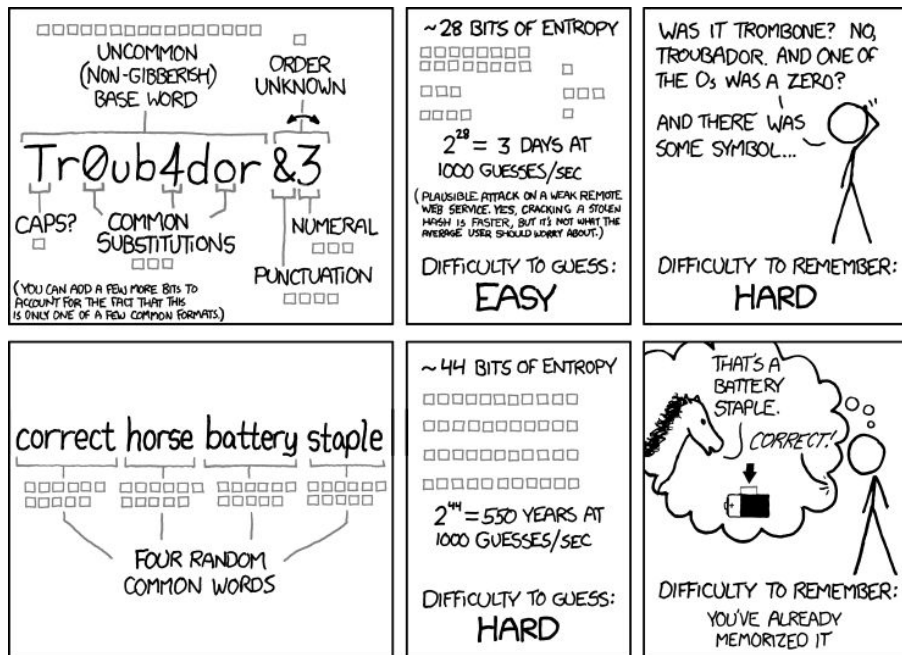 UNCOMMON
(NON-GIBBERISH)
BASE WORD
ORDER
UNKNOWN
Tr0ub4dor &3
CAPS?
COMMON
SUBSTITUTIONS
NUMERAL
PUNCTUATION
(YOU CAN ADD A FEW MORE BITS TO
ACCOUNT FOR THE FACT THAT THIS
IS ONLY ONE OF A FEW COMMON FORMATS.)
~28 BITS OF ENTROPY
2^28 = 3 DAYS AT
1000 GUESSES/SEC
(PLAUSIBLE ATTACK ON A WEAK REMOTE
WEB SERVICE. YES, CRACKING A STOLEN
HASH IS FASTER, BUT IT'S NOT WHAT THE
AVERAGE USER SHOULD WORRY ABOUT.)
DIFFICULTY TO GUESS:
EASY
WAS IT TROMBONE? NO,
TROUBADOR. AND ONE OF
THE Os WAS A ZERO?
AND THERE WAS
SOME SYMBOL...
DIFFICULTY TO REMEMBER:
HARD
correct horse battery staple
FOUR RANDOM
COMMON WORDS
~44 BITS OF ENTROPY
2^44 = 550 YEARS AT
1000 GUESSES/SEC
DIFFICULTY TO GUESS:
HARD
THAT'S A
BATTERY
STAPLE.
CORRECT!
DIFFICULTY TO REMEMBER:
YOU'VE ALREADY
MEMORIZED IT